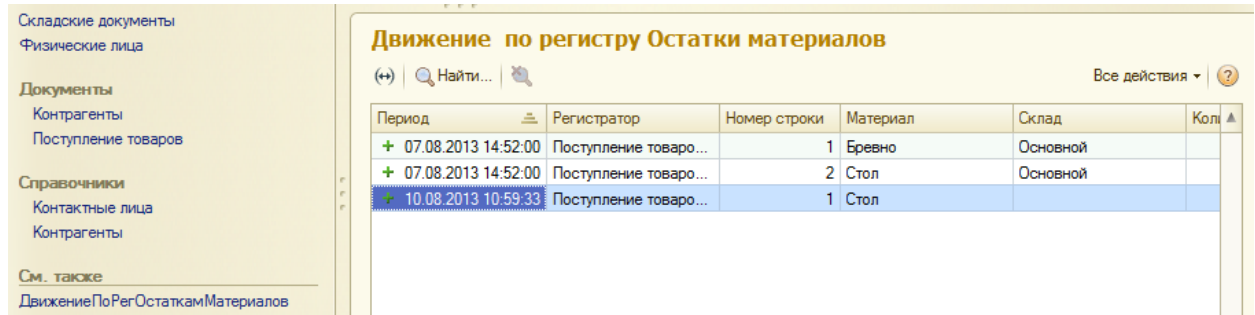 Складские документы
Физические лица
Документы
Контрагенты
Поступление товаров
Справочники
Контактные лица
Контрагенты
См. также
ДвижениеПоРегОстаткамМатериалов
Движение по регистру Остатки материалов
Найти... Все действия
Период Регистратор Номер строки Материал Склад Коли
07.08.2013 14:52:00 Поступление товаро... 1 Бревно Основной
07.08.2013 14:52:00 Поступление товаро... 2 Стол Основной
10.08.2013 10:59:33 Поступление товаро... 1 Стол